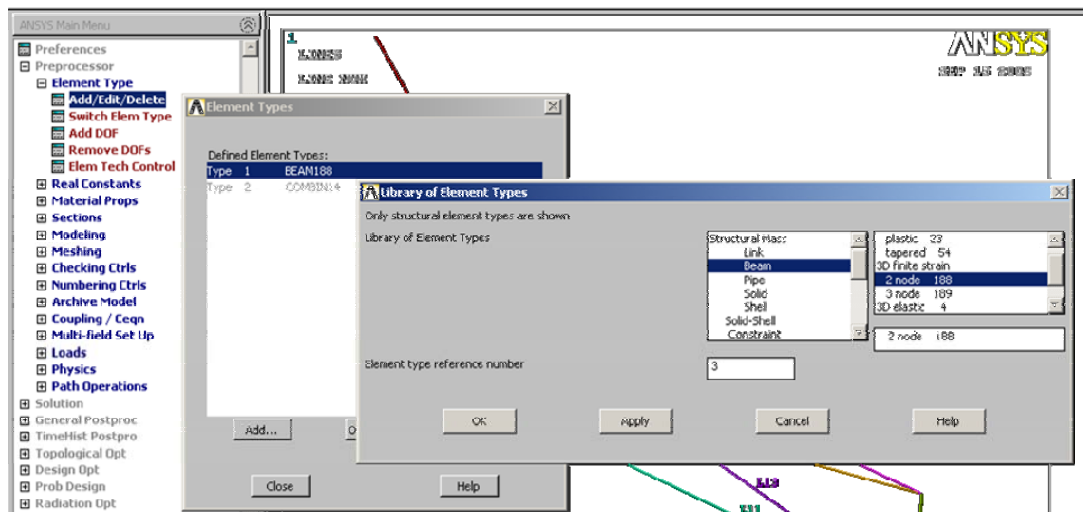 ANSYS Main Menu
Preferences
Preprocessor
Element Type
Add/Edit/Delete
Switch Elem Type
Add DOF
Remove DOFs
Elem Tech Control
Real Constants
Material Props
Sections
Modeling
Meshing
Checking Ctrls
Numbering Ctrls
Archive Model
Coupling / Ceqn
Multi-field Set Up
Loads
Physics
Path Operations
Solution
General Postproc
TimeHist Postpro
Topological Opt
Design Opt
Prob Design
Radiation Opt
1
ANSYS
Element Types
Defined Element Types:
Type 1 BEAM188
Type 2 COMBIN14
Add...
Close
Help
Library of Element Types
Only structural element types are shown
Library of Element Types
Structural Mass
Link
Beam
Pipe
Solid
Shell
Solid-Shell
Constraint
plastic 23
tapered 54
3D finite strain
2 node 188
3 node 189
3D elastic 4
2 node 188
Element type reference number
3
OK
Apply
Cancel
Help
L11